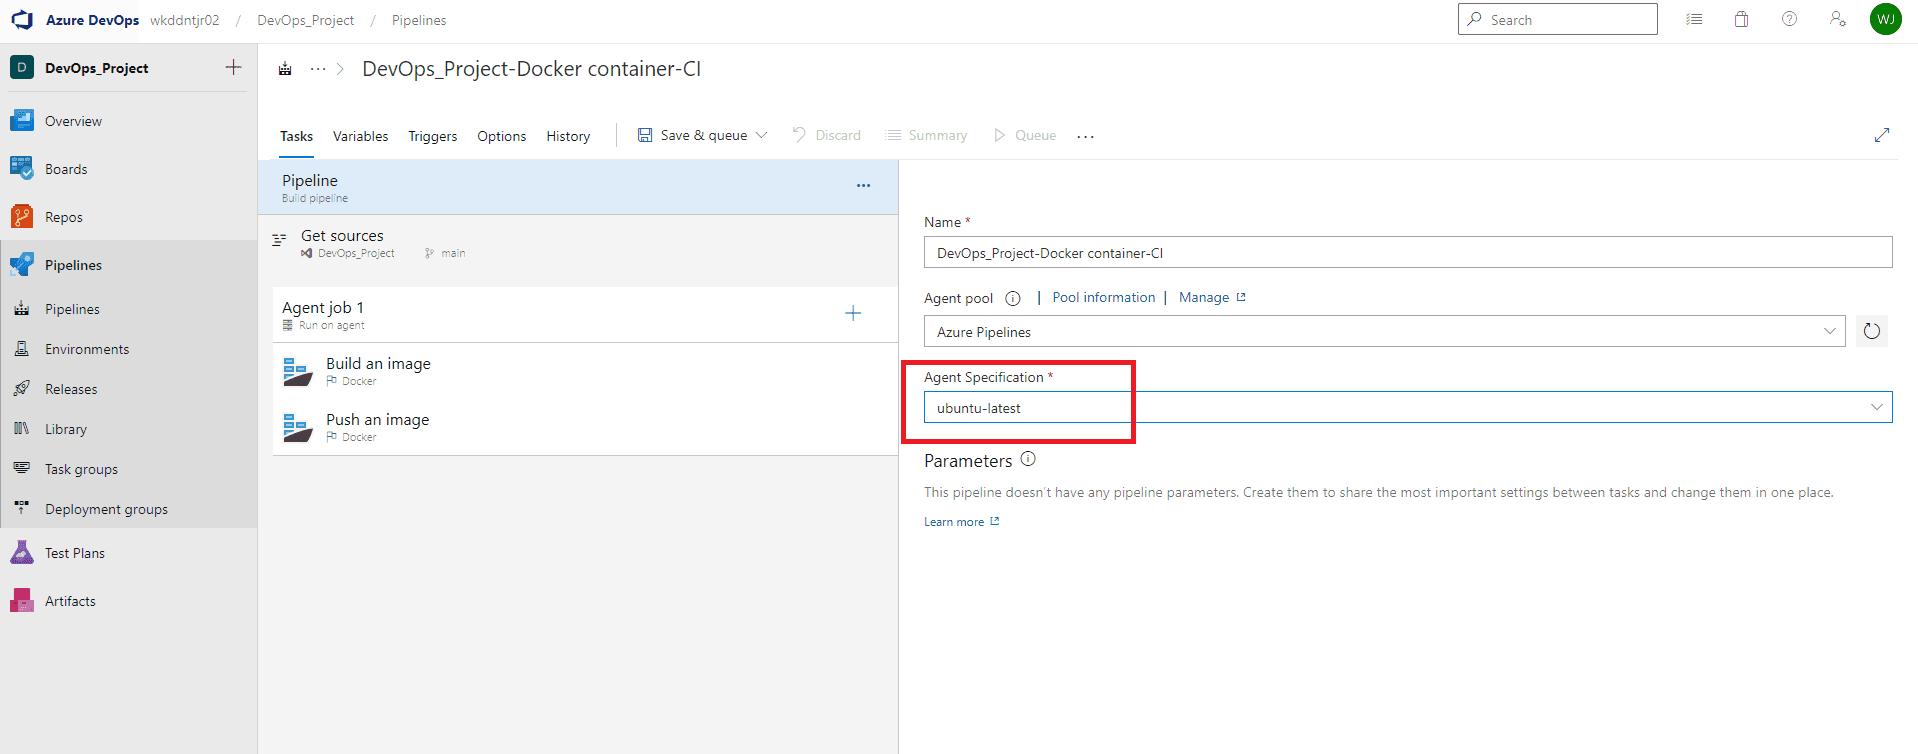 Azure DevOps wkddntjr02 / DevOps_Project / Pipelines
Search
WJ
D DevOps_Project
Overview
Boards
Repos
Pipelines
Pipelines
Environments
Releases
Library
Task groups
Deployment groups
Test Plans
Artifacts
... > DevOps_Project-Docker container-CI
Tasks Variables Triggers Options History Save & queue Discard Summary Queue ...
Pipeline
Build pipeline
...
Get sources
DevOps_Project main
Agent job 1
Run on agent
Build an image
Docker
Push an image
Docker
Name *
DevOps_Project-Docker container-CI
Agent pool | Pool information | Manage
Azure Pipelines
Agent Specification *
ubuntu-latest
Parameters
This pipeline doesn't have any pipeline parameters. Create them to share the most important settings between tasks and change them in one place.
Learn more